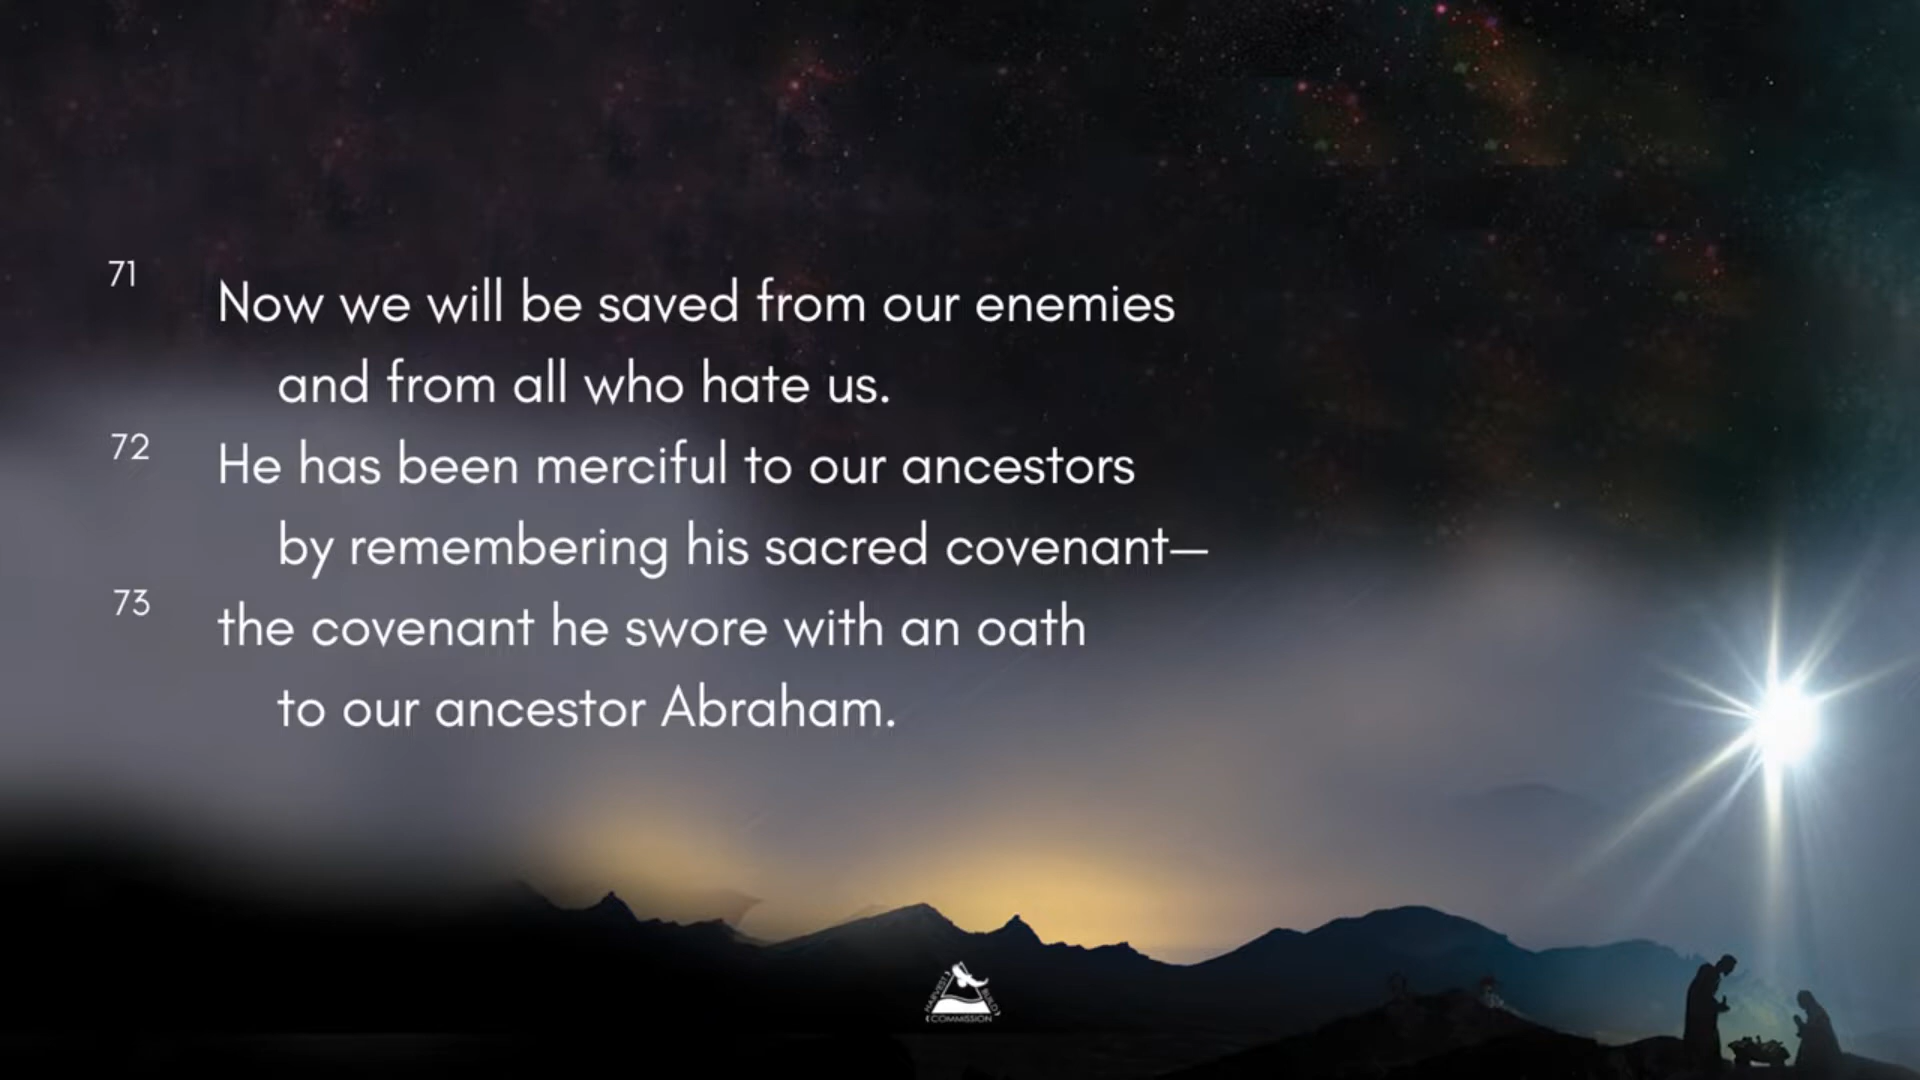 71 Now we will be saved from our enemies
and from all who hate us.
72 He has been merciful to our ancestors
by remembering his sacred covenant—
73 the covenant he swore with an oath
to our ancestor Abraham.
HARVEST BUILD
COMMISSION